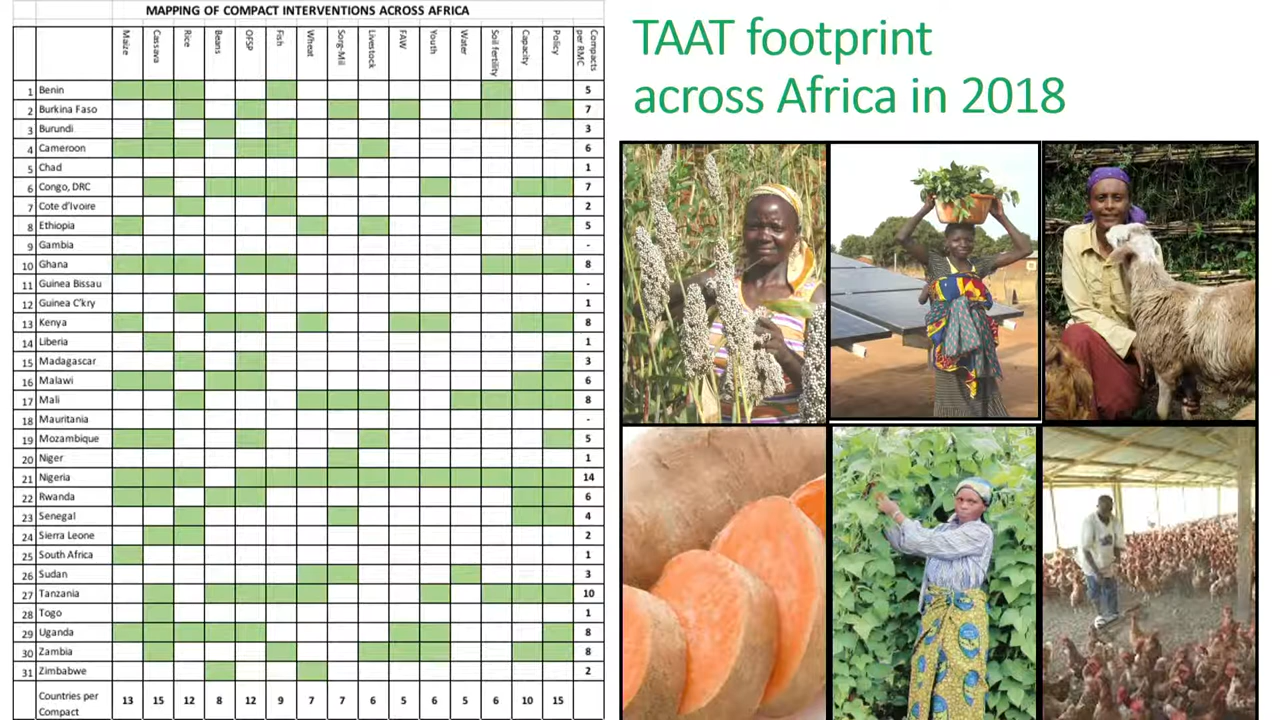 MAPPING OF COMPACT INTERVENTIONS ACROSS AFRICA
Maize Cassava Rice Beans OFSP Fish Wheat Sorg-Mil Livestock FAW Youth Water Soil fertility Capacity Policy Compacts per RMC
1 Benin 5
2 Burkina Faso 7
3 Burundi 3
4 Cameroon 6
5 Chad 1
6 Congo, DRC 7
7 Cote d'Ivoire 2
8 Ethiopia 5
9 Gambia -
10 Ghana 8
11 Guinea Bissau -
12 Guinea C'kry 1
13 Kenya 8
14 Liberia 1
15 Madagascar 3
16 Malawi 6
17 Mali 8
18 Mauritania -
19 Mozambique 5
20 Niger 1
21 Nigeria 14
22 Rwanda 6
23 Senegal 4
24 Sierra Leone 2
25 South Africa 1
26 Sudan 3
27 Tanzania 10
28 Togo 1
29 Uganda 8
30 Zambia 8
31 Zimbabwe 2
Countries per
Compact 13 15 12 8 12 9 7 7 6 5 6 5 6 10 15
TAAT footprint
across Africa in 2018